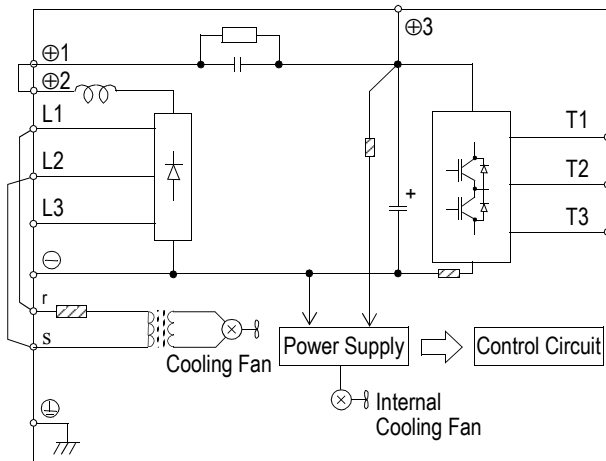 ⊕1
⊕3
⊕2
L1
L2
L3
⊖
r
s
T1
T2
T3
+
Cooling Fan
Power Supply
Control Circuit
Internal
Cooling Fan